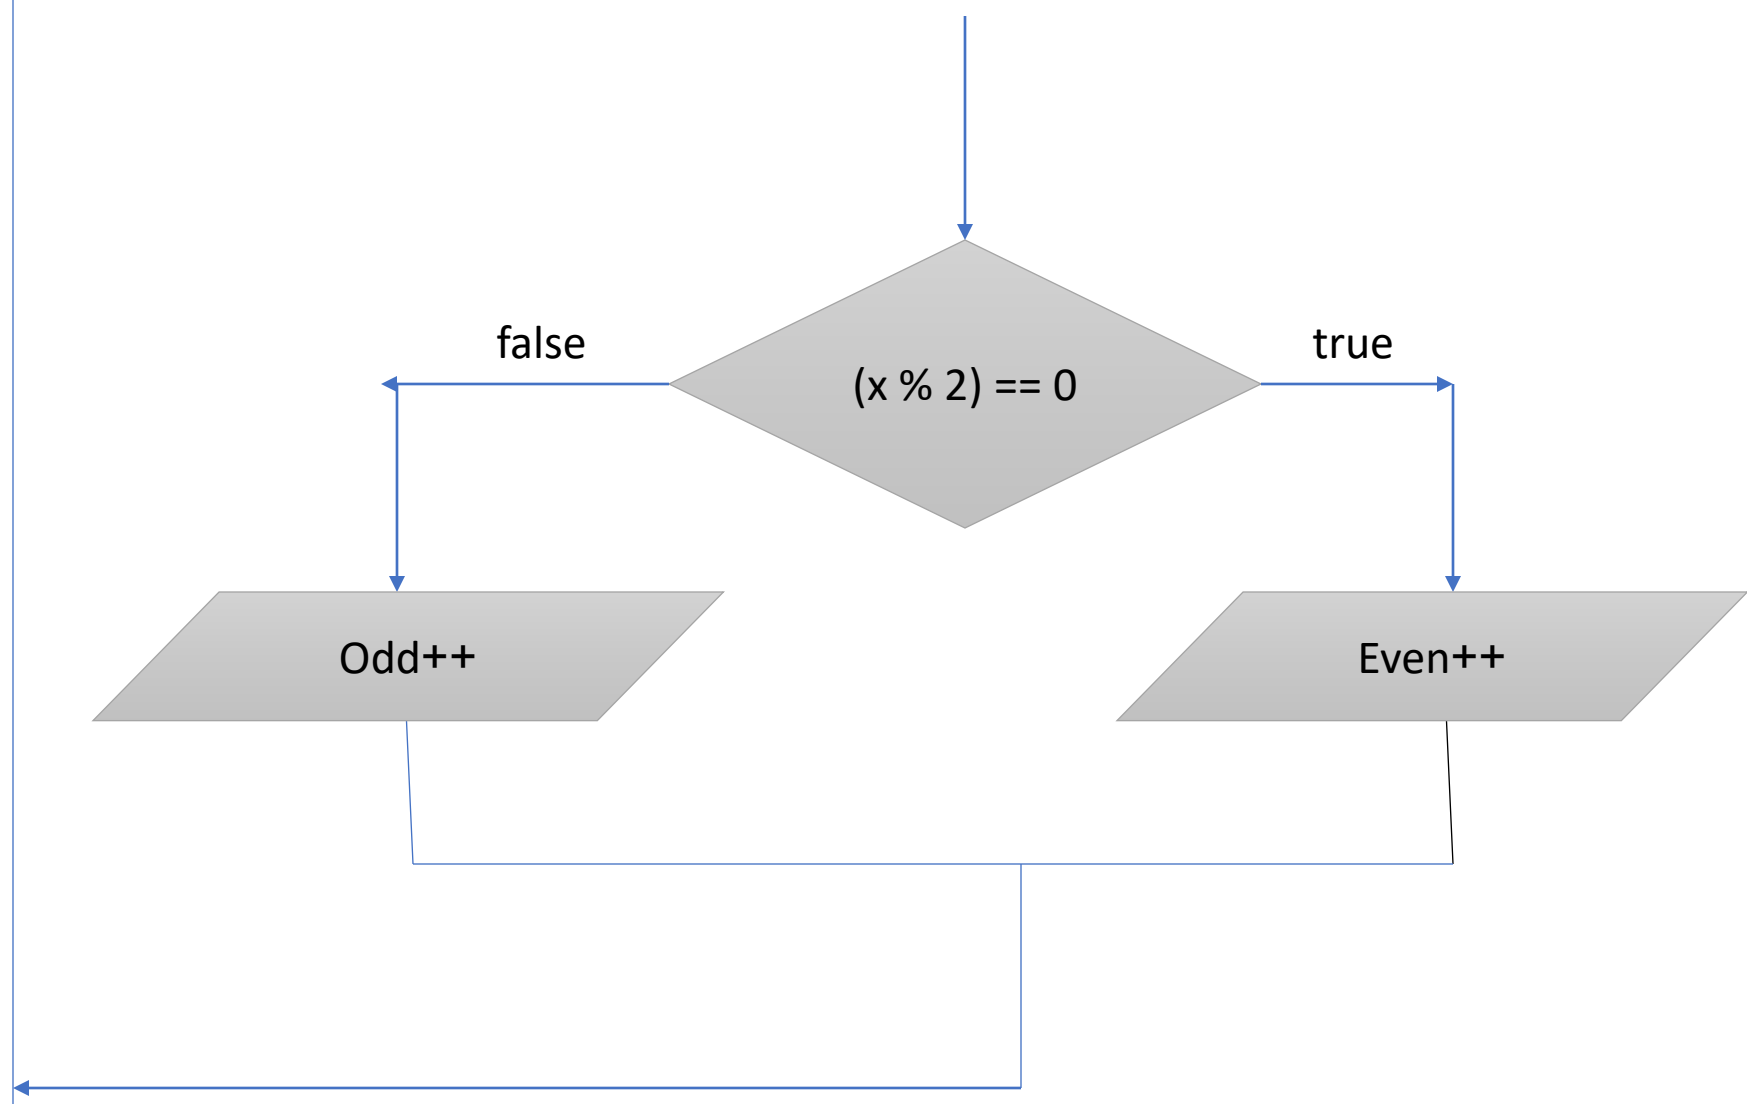 false
true
(x % 2) == 0
Odd++
Even++